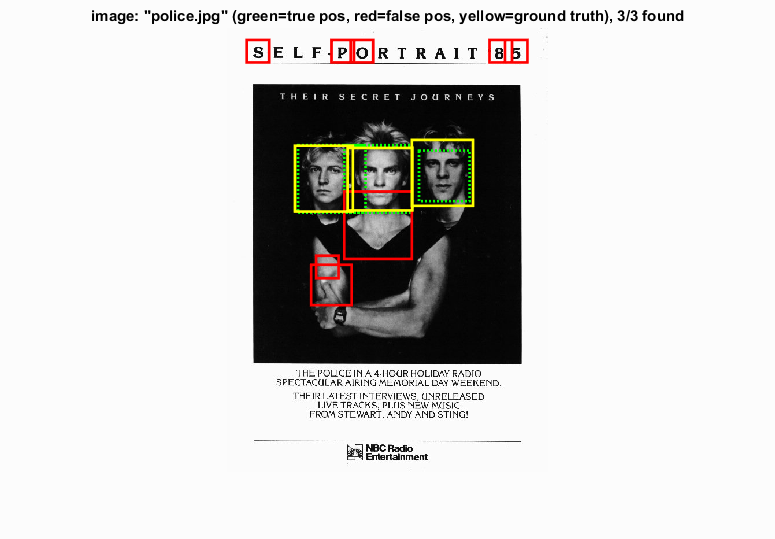 image: "police.jpg" (green=true pos, red=false pos, yellow=ground truth), 3/3 found
SELF-PORTRAIT 85
THEIR SECRET JOURNEYS
THE POLICE IN A 4-HOUR HOLIDAY RADIO
SPECTACULAR AIRING MEMORIAL DAY WEEKEND.
THEIR LATEST INTERVIEWS, UNRELEASED
LIVE TRACKS, PLUS NEW MUSIC
FROM STEWART, ANDY AND STING!
NBC Radio
Entertainment